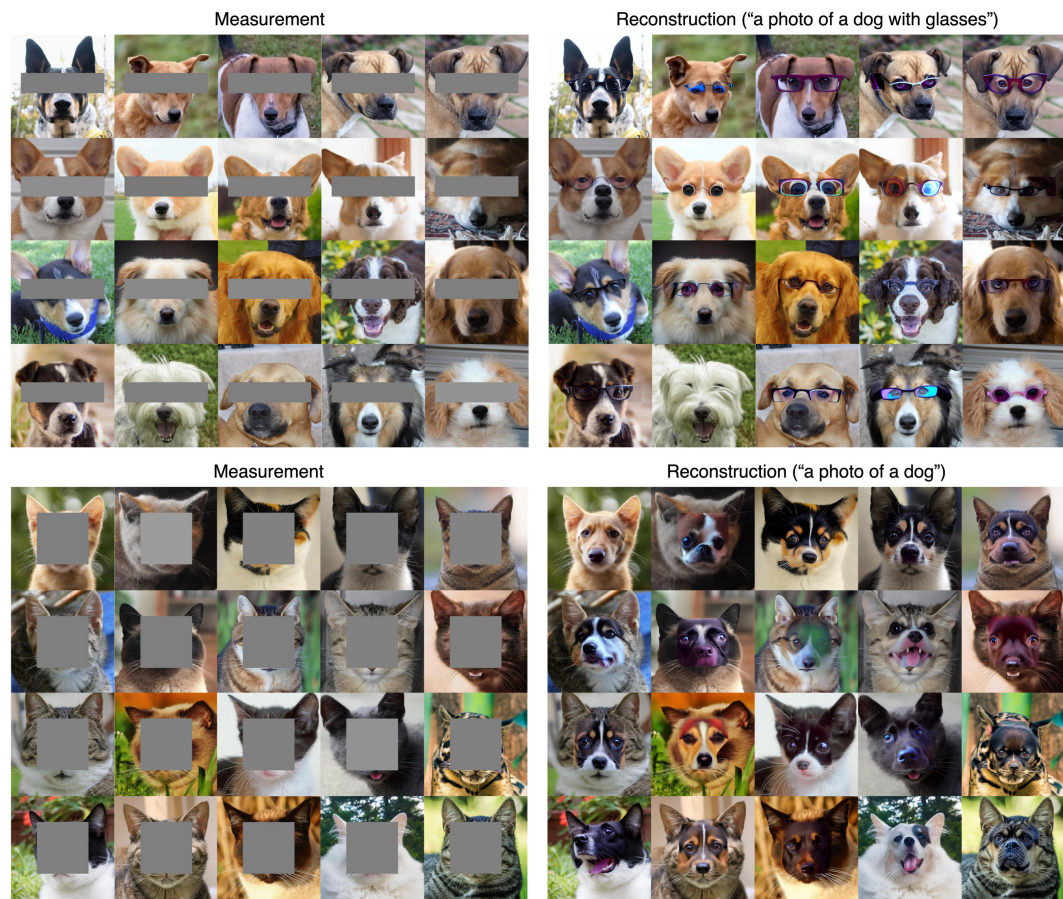 Measurement
Reconstruction (“a photo of a dog with glasses”)
Measurement
Reconstruction (“a photo of a dog”)